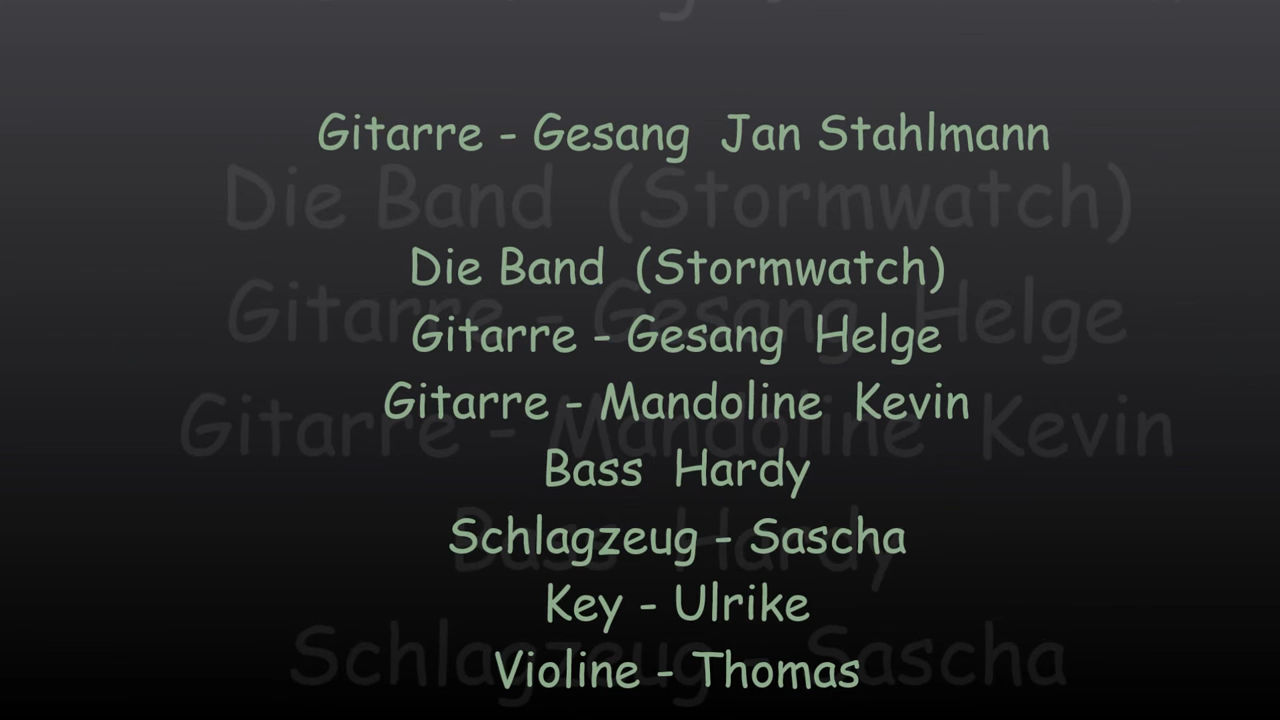 Gitarre - Gesang  Jan Stahlmann
Die Band  (Stormwatch)
Gitarre - Gesang  Helge
Gitarre - Mandoline  Kevin
Bass  Hardy
Schlagzeug - Sascha
Key - Ulrike
Violine - Thomas